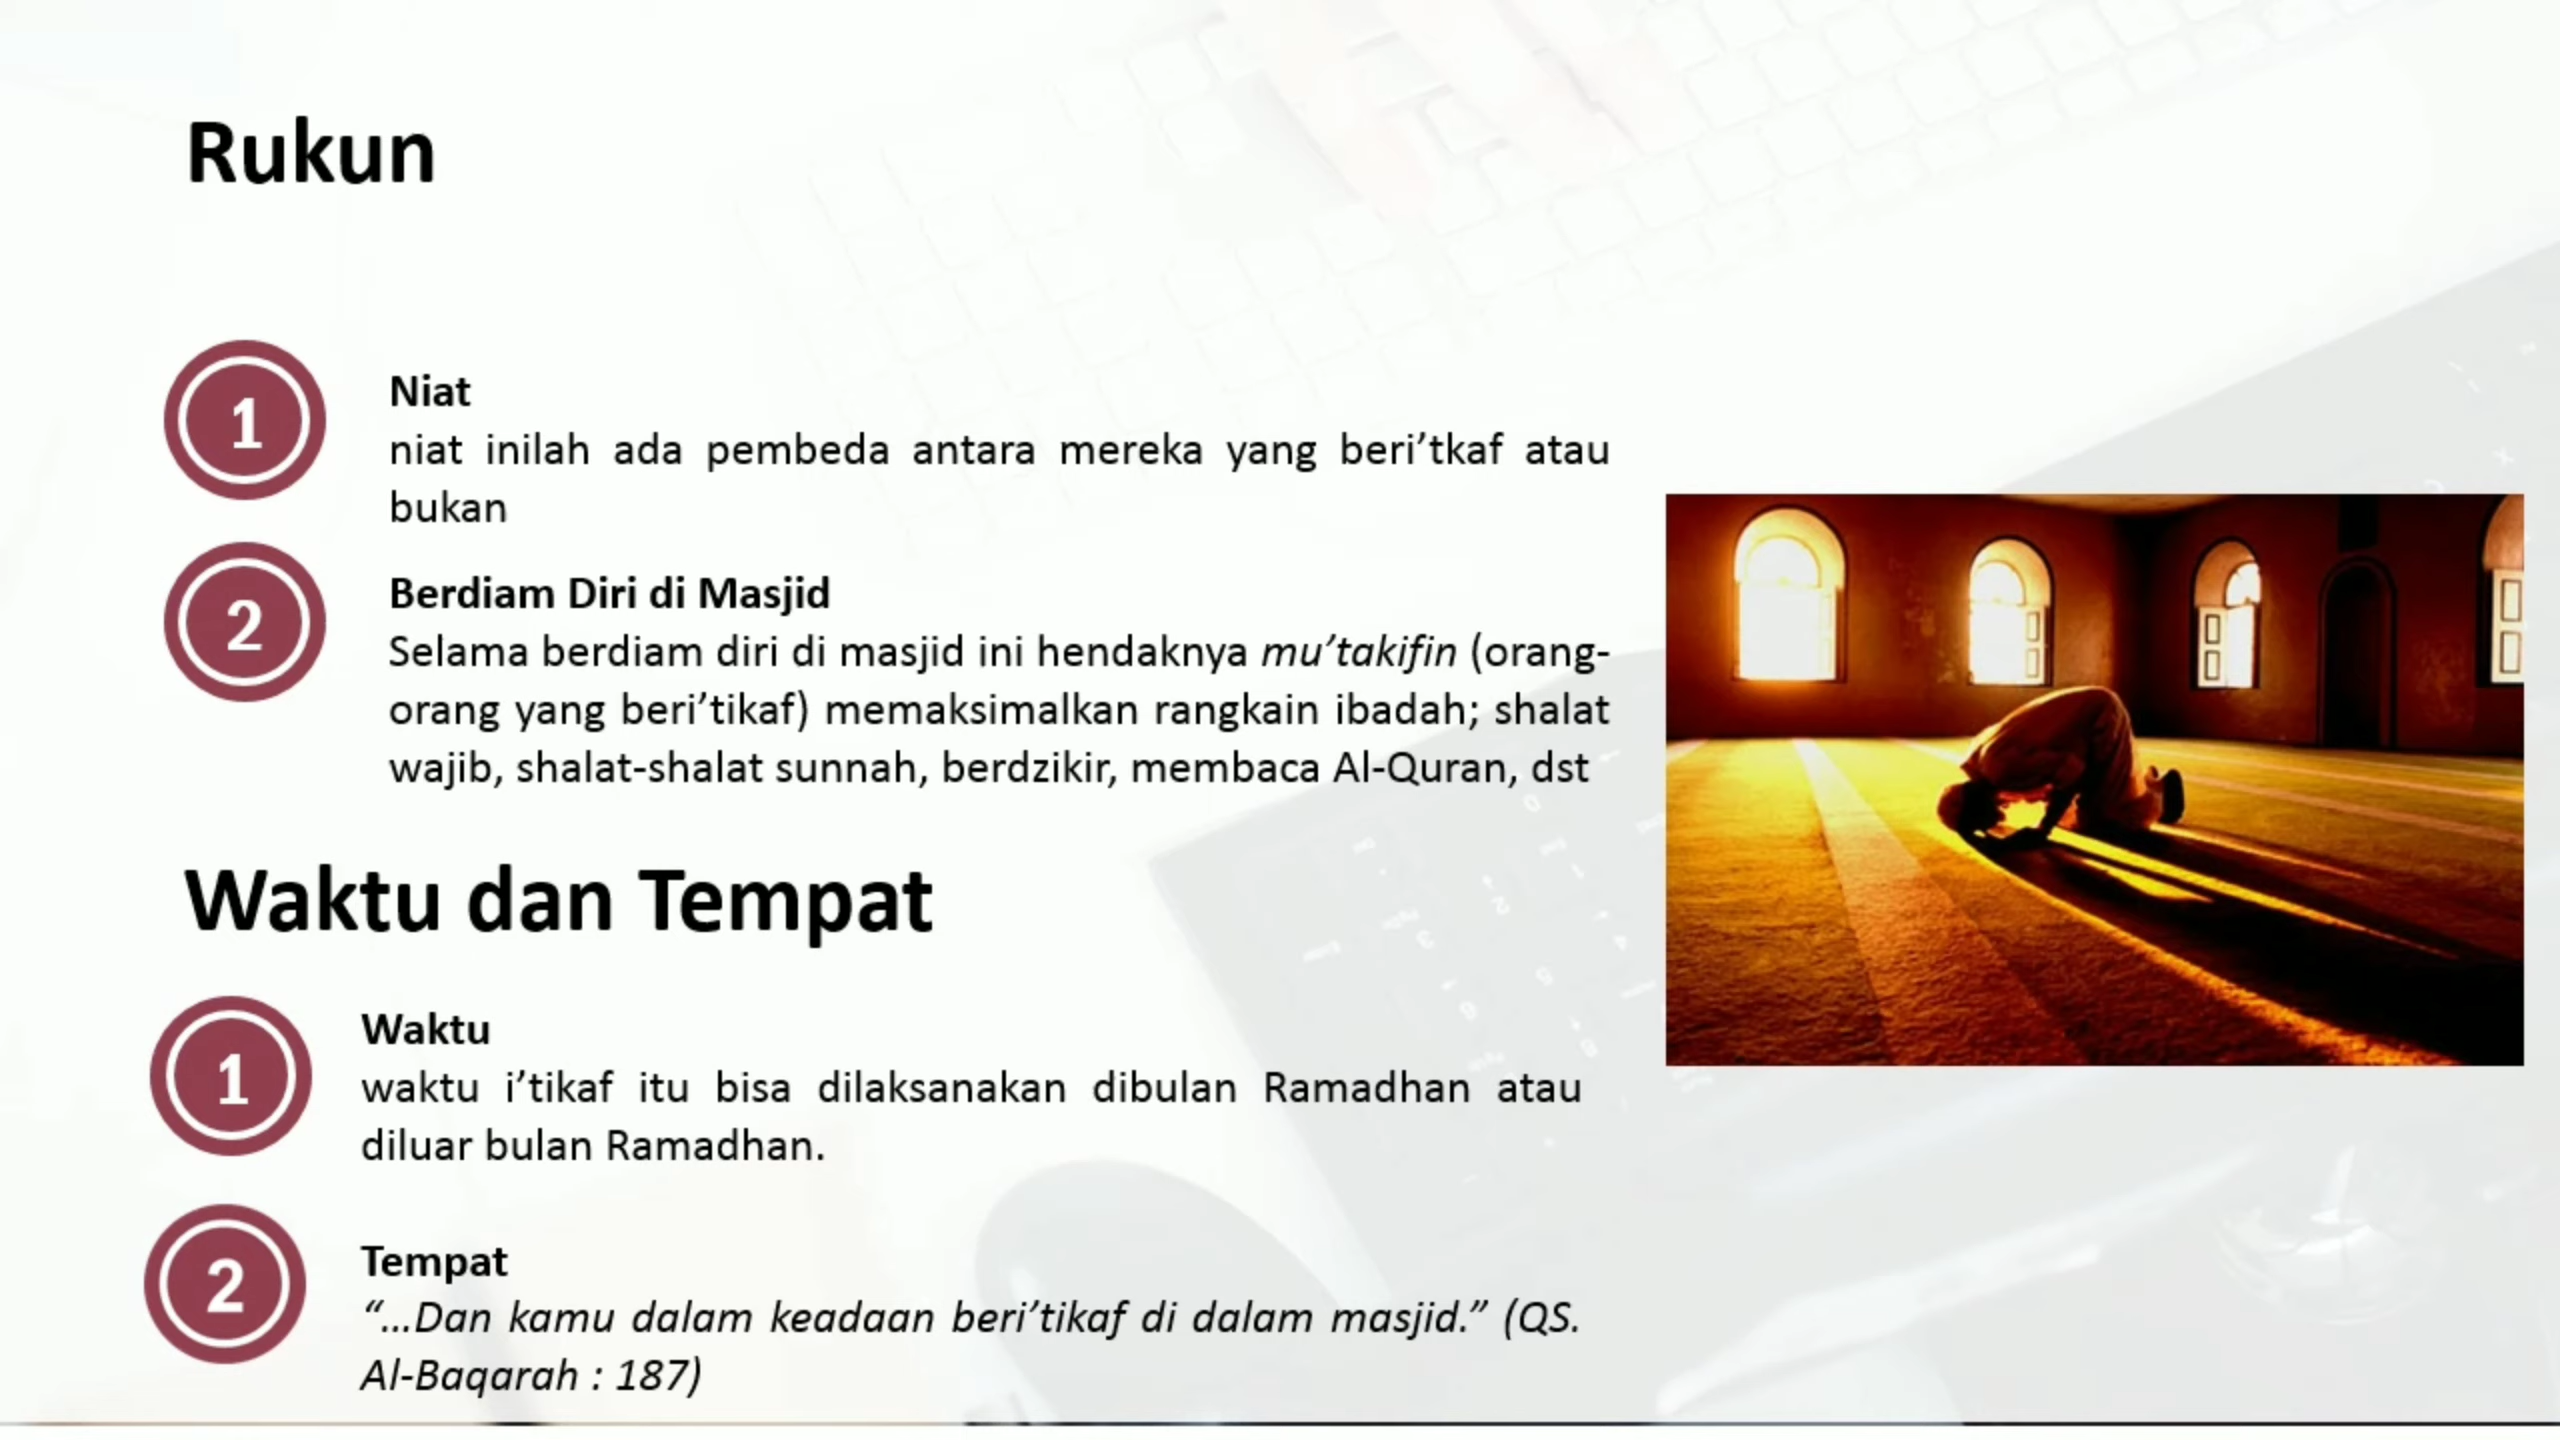 Rukun
1
Niat
niat inilah ada pembeda antara mereka yang beri’tkaf atau
bukan
2
Berdiam Diri di Masjid
Selama berdiam diri di masjid ini hendaknya mu’takifin (orang-
orang yang beri’tikaf) memaksimalkan rangkain ibadah; shalat
wajib, shalat-shalat sunnah, berdzikir, membaca Al-Quran, dst
Waktu dan Tempat
1
Waktu
waktu i’tikaf itu bisa dilaksanakan dibulan Ramadhan atau
diluar bulan Ramadhan.
2
Tempat
“...Dan kamu dalam keadaan beri’tikaf di dalam masjid.” (QS.
Al-Baqarah : 187)